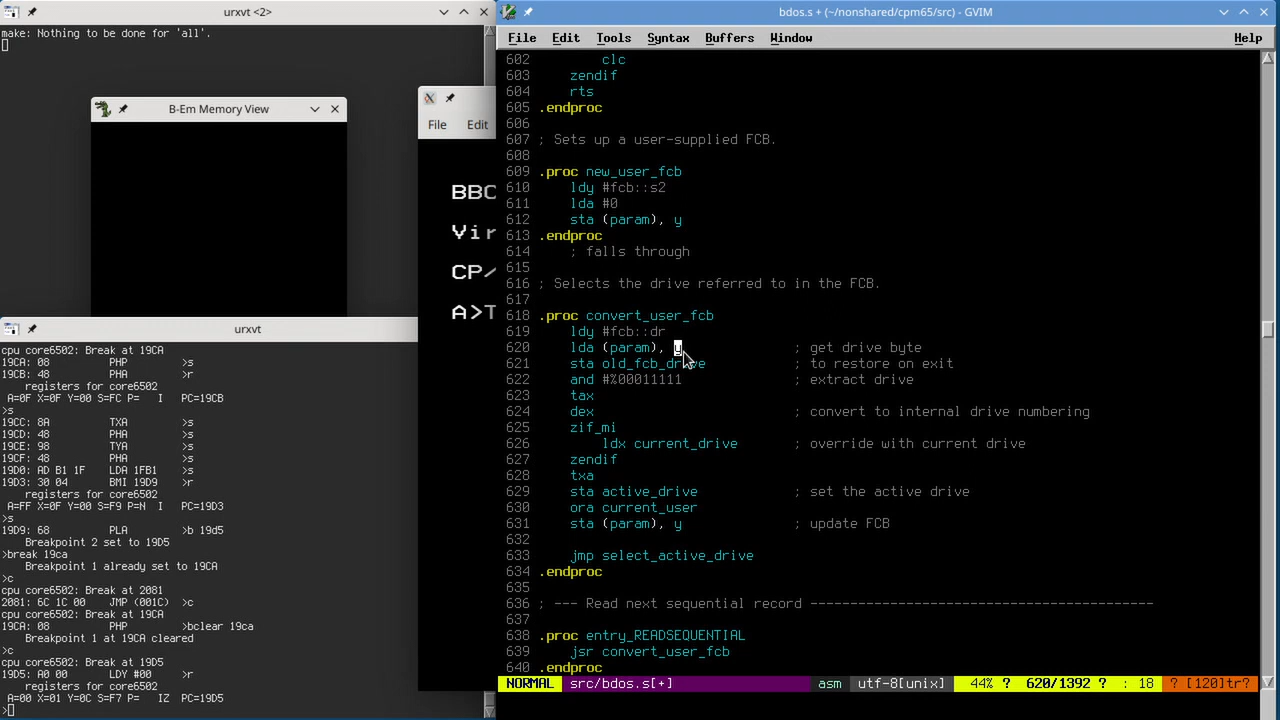 urxvt <2>
make: Nothing to be done for 'all'.
B-Em Memory View
File Edit
BBC
Vir
CP/
A>T
urxvt
cpu core6502: Break at 19CA
19CA: 08 PHP >s
19CB: 48 PHA >r
registers for core6502
A=0F X=0F Y=00 S=FC P= I PC=19CB
>s
19CC: 8A TXA >s
19CD: 48 PHA >s
19CE: 98 TYA >s
19CF: 48 PHA >s
19D0: AD B1 1F LDA 1FB1 >s
19D3: 30 04 BMI 19D9 >r
registers for core6502
A=FF X=0F Y=00 S=F9 P=N I PC=19D3
>s
19D9: 68 PLA >b 19d5
Breakpoint 2 set to 19D5
>break 19ca
Breakpoint 1 already set to 19CA
>c
cpu core6502: Break at 2081
2081: 6C 1C 00 JMP (001C) >c
cpu core6502: Break at 19CA
19CA: 08 PHP >bclear 19ca
Breakpoint 1 at 19CA cleared
>c
cpu core6502: Break at 19D5
19D5: A0 00 LDY #00 >r
registers for core6502
A=00 X=01 Y=0C S=F7 P= IZ PC=19D5
>
bdos.s + (~/nonshared/cpm65/src) - GVIM
File Edit Tools Syntax Buffers Window Help
602 clc
603 zendif
604 rts
605 .endproc
606
607 ; Sets up a user-supplied FCB.
608
609 .proc new_user_fcb
610 ldy #fcb::s2
611 lda #0
612 sta (param), y
613 .endproc
614 ; falls through
615
616 ; Selects the drive referred to in the FCB.
617
618 .proc convert_user_fcb
619 ldy #fcb::dr
620 lda (param), y ; get drive byte
621 sta old_fcb_drive ; to restore on exit
622 and #%00011111 ; extract drive
623 tax
624 dex ; convert to internal drive numbering
625 zif_mi
626 ldx current_drive ; override with current drive
627 zendif
628 txa
629 sta active_drive ; set the active drive
630 ora current_user
631 sta (param), y ; update FCB
632
633 jmp select_active_drive
634 .endproc
635
636 ; --- Read next sequential record -------------------------------------------
637
638 .proc entry_READSEQUENTIAL
639 jsr convert_user_fcb
640 .endproc
NORMAL src/bdos.s[+] asm utf-8[unix] 44% ? 620/1392 ? : 18 ? [120]tr?